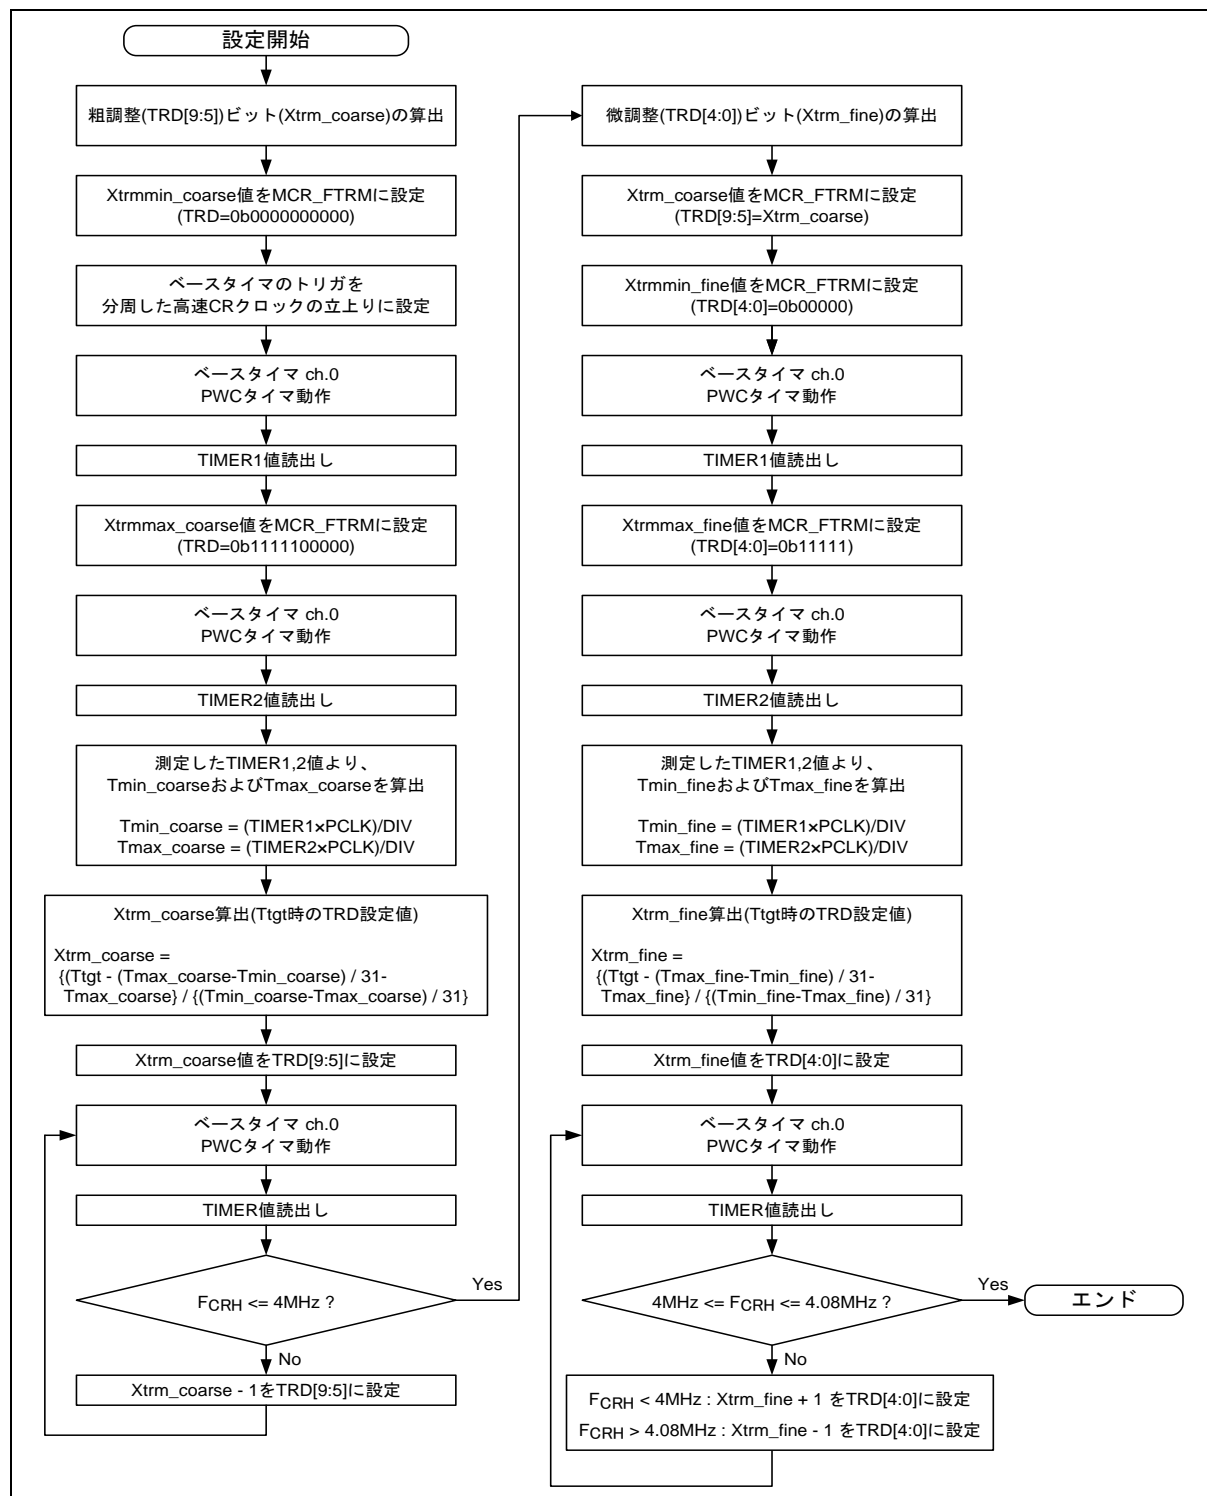 設定開始
粗調整(TRD[9:5])ビット(Xtrm_coarse)の算出
Xtrmmin_coarse値をMCR_FTRMに設定
(TRD=0b0000000000)
ベースタイマのトリガを
分周した高速CRクロックの立上りに設定
ベースタイマ ch.0
PWCタイマ動作
TIMER1値読出し
Xtrmmax_coarse値をMCR_FTRMに設定
(TRD=0b1111100000)
ベースタイマ ch.0
PWCタイマ動作
TIMER2値読出し
測定したTIMER1,2値より、
Tmin_coarseおよびTmax_coarseを算出
Tmin_coarse = (TIMER1×PCLK)/DIV
Tmax_coarse = (TIMER2×PCLK)/DIV
Xtrm_coarse算出(Ttgt時のTRD設定値)
Xtrm_coarse =
{(Ttgt - (Tmax_coarse-Tmin_coarse) / 31-
Tmax_coarse} / {(Tmin_coarse-Tmax_coarse) / 31}
Xtrm_coarse値をTRD[9:5]に設定
ベースタイマ ch.0
PWCタイマ動作
TIMER値読出し
FCRH <= 4MHz ?
Yes
No
Xtrm_coarse - 1をTRD[9:5]に設定
微調整(TRD[4:0])ビット(Xtrm_fine)の算出
Xtrm_coarse値をMCR_FTRMに設定
(TRD[9:5]=Xtrm_coarse)
Xtrmmin_fine値をMCR_FTRMに設定
(TRD[4:0]=0b00000)
ベースタイマ ch.0
PWCタイマ動作
TIMER1値読出し
Xtrmmax_fine値をMCR_FTRMに設定
(TRD[4:0]=0b11111)
ベースタイマ ch.0
PWCタイマ動作
TIMER2値読出し
測定したTIMER1,2値より、
Tmin_fineおよびTmax_fineを算出
Tmin_fine = (TIMER1×PCLK)/DIV
Tmax_fine = (TIMER2×PCLK)/DIV
Xtrm_fine算出(Ttgt時のTRD設定値)
Xtrm_fine =
{(Ttgt - (Tmax_fine-Tmin_fine) / 31-
Tmax_fine} / {(Tmin_fine-Tmax_fine) / 31}
Xtrm_fine値をTRD[4:0]に設定
ベースタイマ ch.0
PWCタイマ動作
TIMER値読出し
4MHz <= FCRH <= 4.08MHz ?
Yes
エンド
No
FCRH < 4MHz : Xtrm_fine + 1 をTRD[4:0]に設定
FCRH > 4.08MHz : Xtrm_fine - 1 をTRD[4:0]に設定